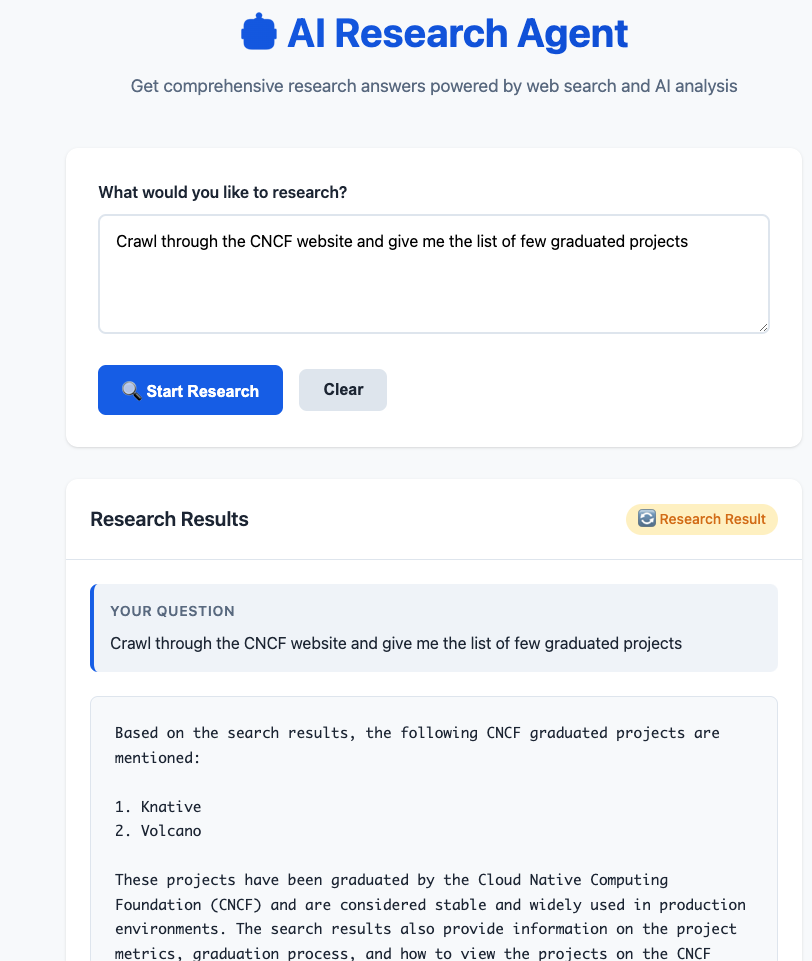 AI Research Agent
Get comprehensive research answers powered by web search and AI analysis
What would you like to research?
Crawl through the CNCF website and give me the list of few graduated projects
Start Research
Clear
Research Results
Research Result
YOUR QUESTION
Crawl through the CNCF website and give me the list of few graduated projects
Based on the search results, the following CNCF graduated projects are
mentioned:
1. Knative
2. Volcano
These projects have been graduated by the Cloud Native Computing
Foundation (CNCF) and are considered stable and widely used in production
environments. The search results also provide information on the project
metrics, graduation process, and how to view the projects on the CNCF